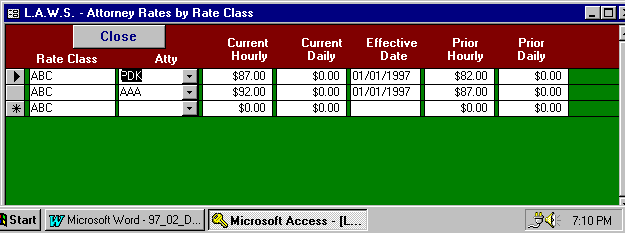 L.A.W.S. - Attorney Rates by Rate Class
Close
Rate Class Atty Current Hourly Current Daily Effective Date Prior Hourly Prior Daily
ABC PDK $87.00 $0.00 01/01/1997 $82.00 $0.00
ABC AAA $92.00 $0.00 01/01/1997 $87.00 $0.00
ABC $0.00 $0.00 $0.00 $0.00
Start Microsoft Word - 97_02_D... Microsoft Access - [L... 7:10 PM